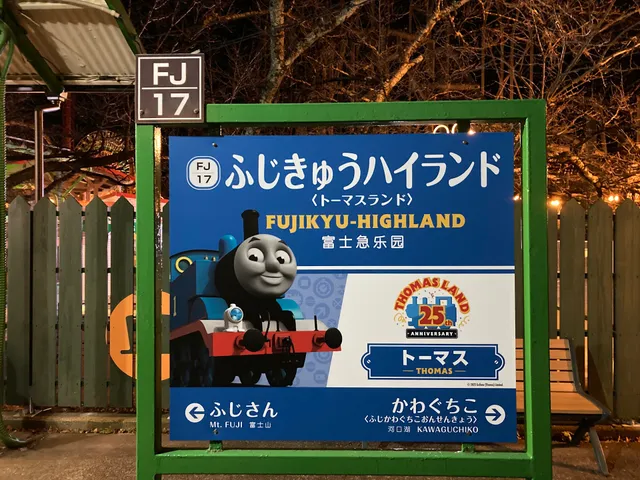 FJ
17
FJ
17
ふじきゅうハイランド
〈トーマスランド〉
FUJIKYU-HIGHLAND
富士急乐园
THOMAS LAND
25th
ANNIVERSARY
トーマス
THOMAS
ふじさん
Mt. FUJI 富士山
かわぐちこ
〈ふじかわぐちこおんせんきょう〉
河口湖 KAWAGUCHIKO